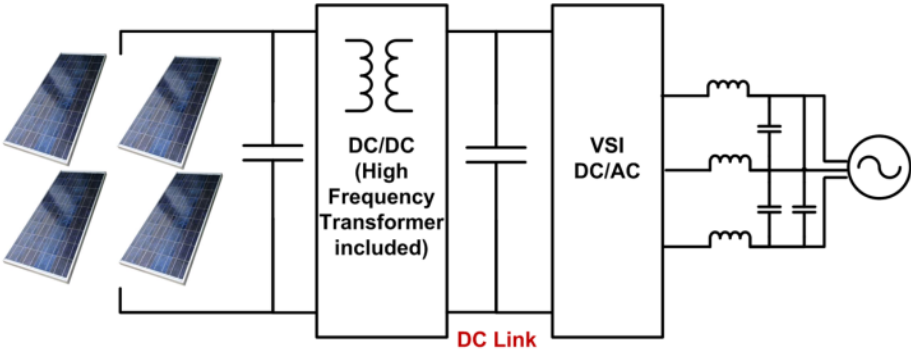 DC/DC
(High
Frequency
Transformer
included)
VSI
DC/AC
DC Link